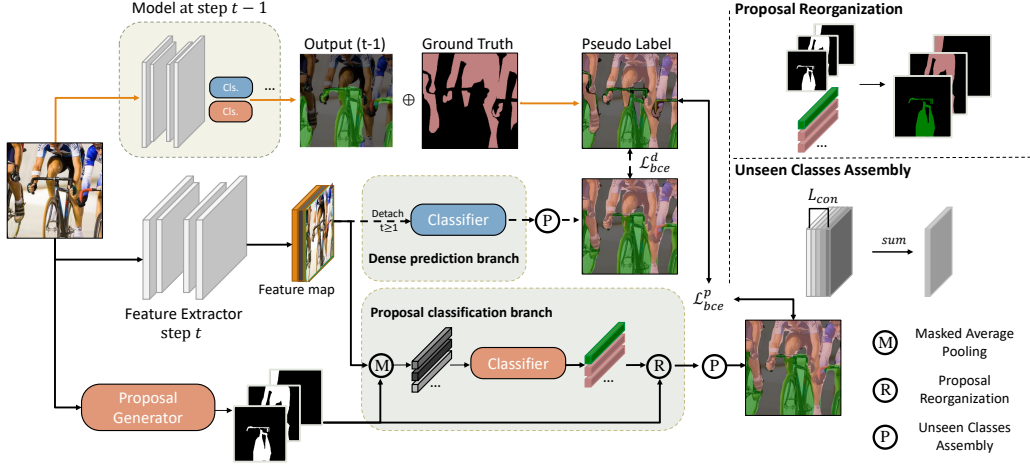 Model at step t − 1
Cls.
Cls.
...
Output (t-1)
Ground Truth
⊕
Pseudo Label
ℒ^d_bce
Feature Extractor
step t
Feature map
Detach
t≥1
Classifier
P
Dense prediction branch
Proposal classification branch
M
...
Classifier
...
R
P
ℒ^p_bce
Proposal
Generator
...
Proposal Reorganization
...
Unseen Classes
Assembly
L_con
sum
M
Masked Average
Pooling
R
Proposal
Reorganization
P
Unseen Classes
Assembly